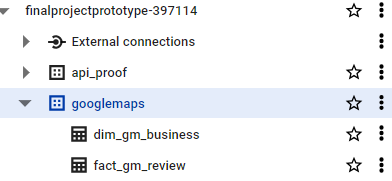 finalprojectprototype-397114
External connections
api_proof
googlemaps
dim_gm_business
fact_gm_review